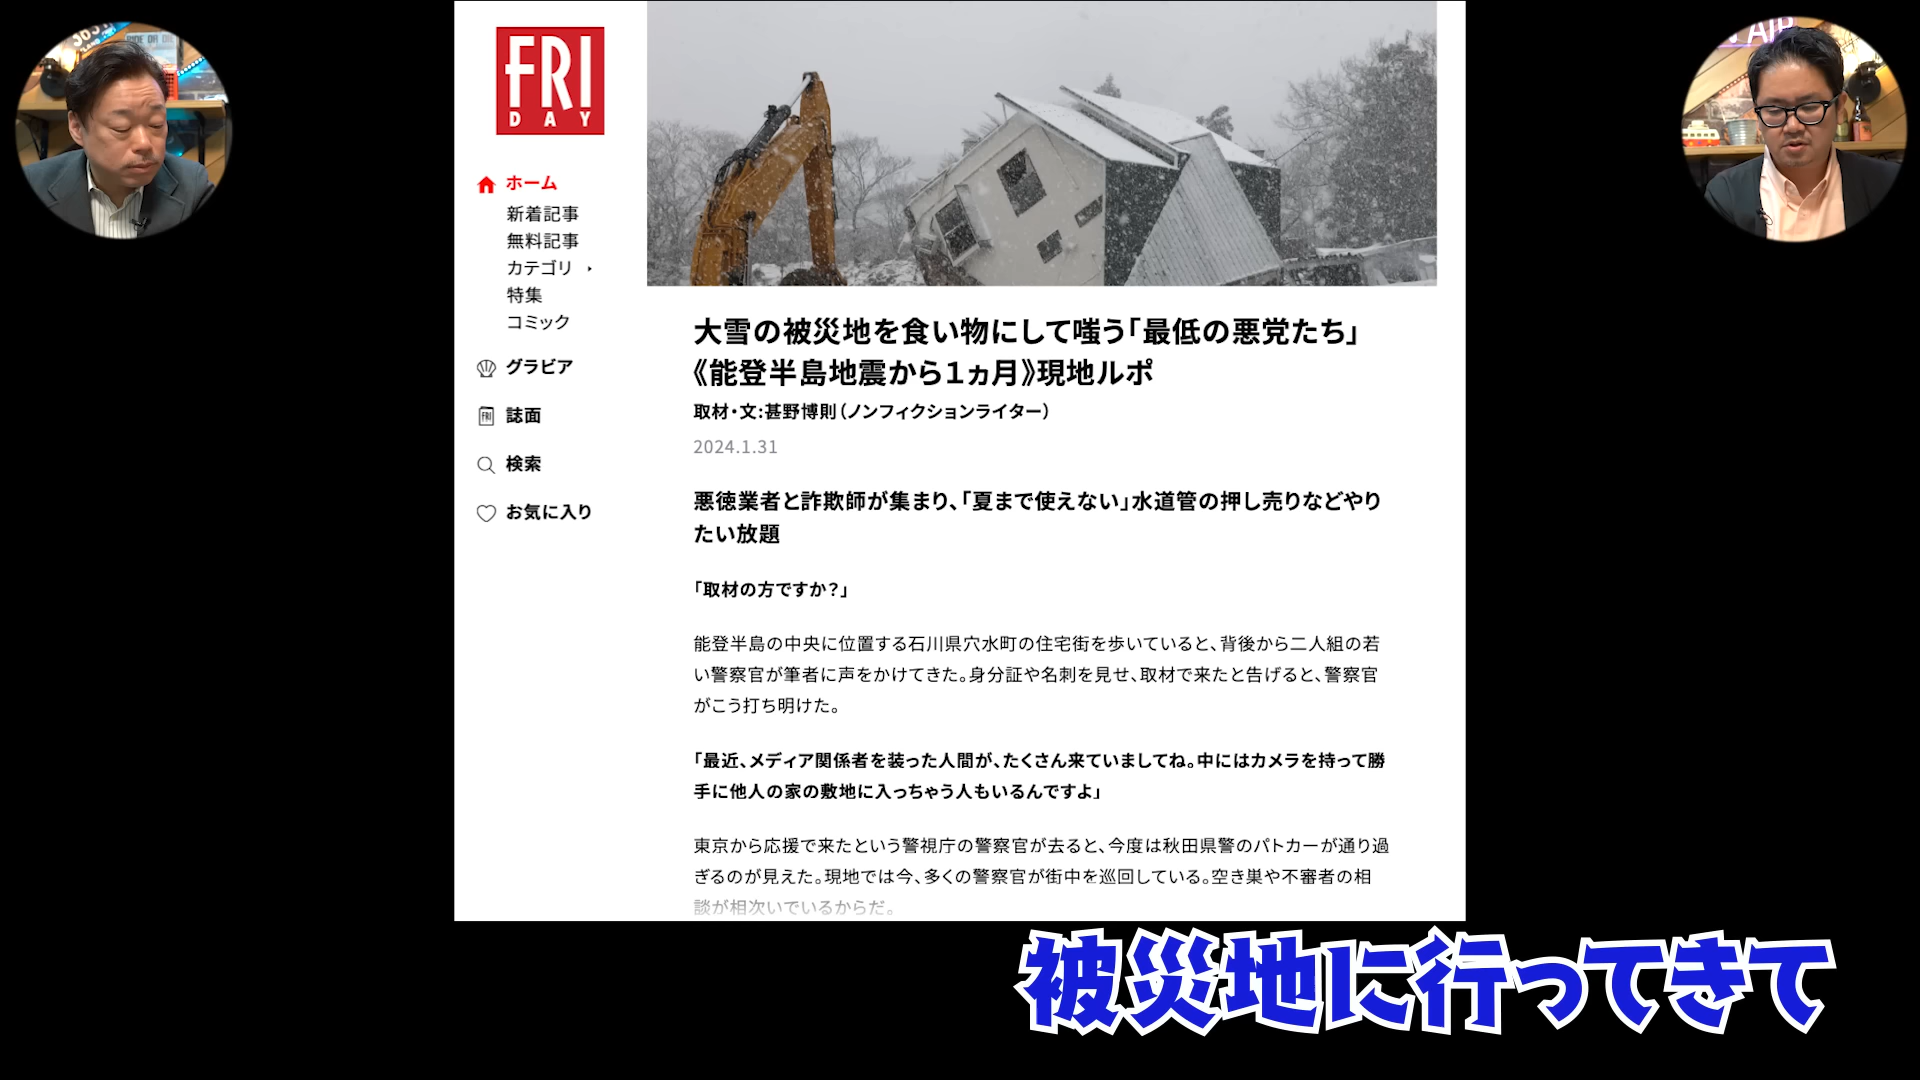 FRI
DAY
ホーム
新着記事
無料記事
カテゴリ
特集
コミック
グラビア
誌面
検索
お気に入り
大雪の被災地を食い物にして嗤う「最低の悪党たち」
《能登半島地震から1ヵ月》現地ルポ
取材・文:甚野博則(ノンフィクションライター)
2024.1.31
悪徳業者と詐欺師が集まり、「夏まで使えない」水道管の押し売りなどやり
たい放題
「取材の方ですか?」
能登半島の中央に位置する石川県穴水町の住宅街を歩いていると、背後から二人組の若
い警察官が筆者に声をかけてきた。身分証や名刺を見せ、取材で来たと告げると、警察官
がこう打ち明けた。
「最近、メディア関係者を装った人間が、たくさん来ていましてね。中にはカメラを持って勝
手に他人の家の敷地に入っちゃう人もいるんですよ」
東京から応援で来たという警視庁の警察官が去ると、今度は秋田県警のパトカーが通り過
ぎるのが見えた。現地では今、多くの警察官が街中を巡回している。空き巣や不審者の相
談が相次いでいるからだ。
被災地に行ってきて